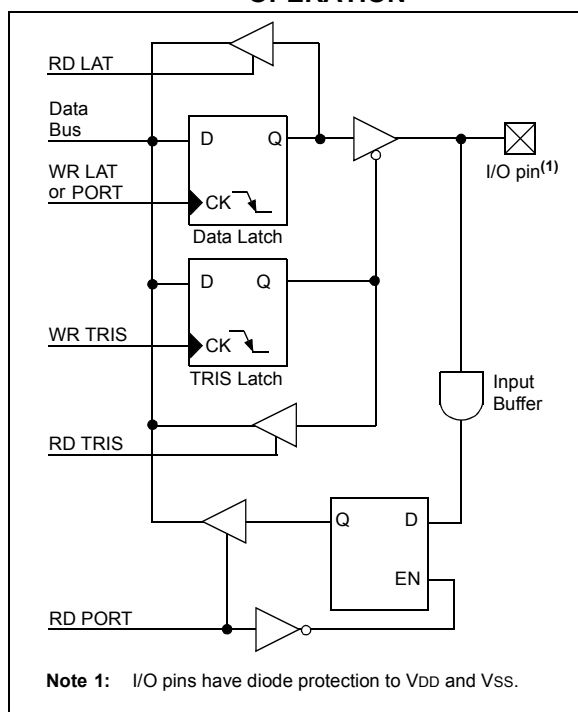 OPERATION
RD LAT
Data
Bus
D Q
WR LAT
or PORT
CK
Data Latch
I/O pin(1)
D Q
WR TRIS
CK
TRIS Latch
Input
Buffer
RD TRIS
Q D
EN
RD PORT
Note 1: I/O pins have diode protection to VDD and VSS.